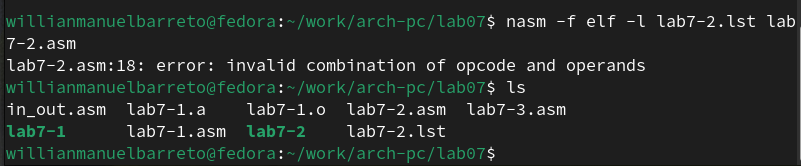 willianmanuelbarreto@fedora:~/work/arch-pc/lab07$ nasm -f elf -l lab7-2.lst lab
7-2.asm
lab7-2.asm:18: error: invalid combination of opcode and operands
willianmanuelbarreto@fedora:~/work/arch-pc/lab07$ ls
in_out.asm  lab7-1.a    lab7-1.o  lab7-2.asm  lab7-3.asm
lab7-1      lab7-1.asm  lab7-2    lab7-2.lst
willianmanuelbarreto@fedora:~/work/arch-pc/lab07$